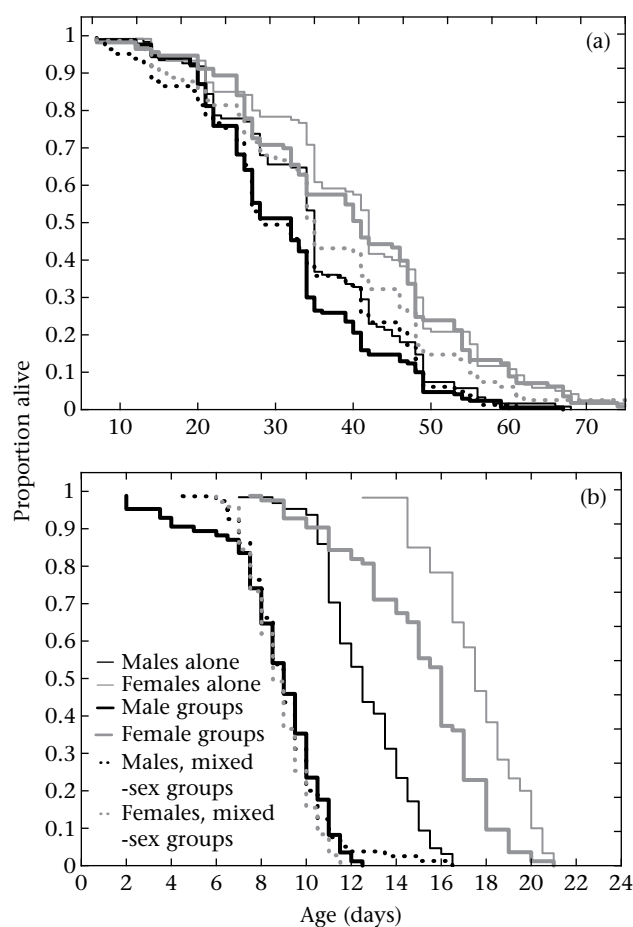 (a)
1
0.9
0.8
0.7
0.6
0.5
0.4
0.3
0.2
0.1
0
10 20 30 40 50 60 70
Proportion alive
(b)
1
0.9
0.8
0.7
0.6
0.5
0.4
0.3
0.2
0.1
0
Males alone
Females alone
Male groups
Female groups
Males, mixed
-sex groups
Females, mixed
-sex groups
0 2 4 6 8 10 12 14 16 18 20 22 24
Age (days)